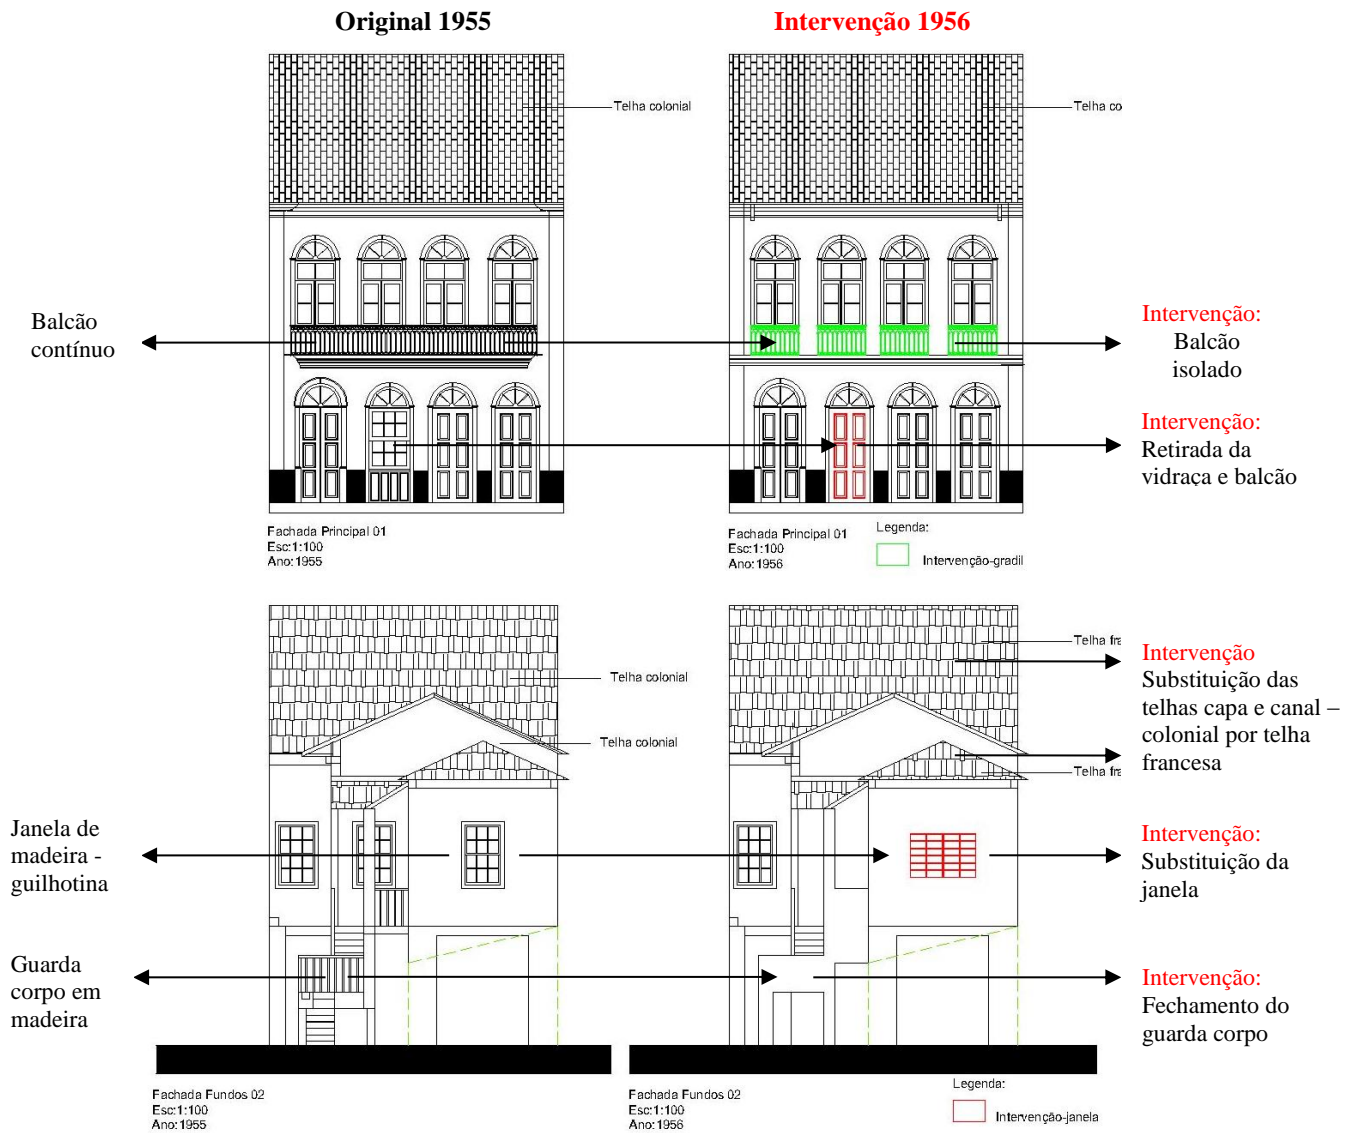 Original 1955
Intervenção 1956
Telha colonial
Telha co
Balcão
contínuo
Intervenção:
Balcão
isolado
Intervenção:
Retirada da
vidraça e balcão
Fachada Principal 01
Esc:1:100
Ano:1955
Fachada Principal 01
Esc:1:100
Ano:1956
Legenda:
Intervenção-gradil
Telha colonial
Telha colonial
Telha fra
Telha fra
Intervenção
Substituição das
telhas capa e canal –
colonial por telha
francesa
Janela de
madeira -
guilhotina
Intervenção:
Substituição da
janela
Guarda
corpo em
madeira
Intervenção:
Fechamento do
guarda corpo
Fachada Fundos 02
Esc:1:100
Ano:1955
Fachada Fundos 02
Esc:1:100
Ano:1956
Legenda:
Intervenção-janela